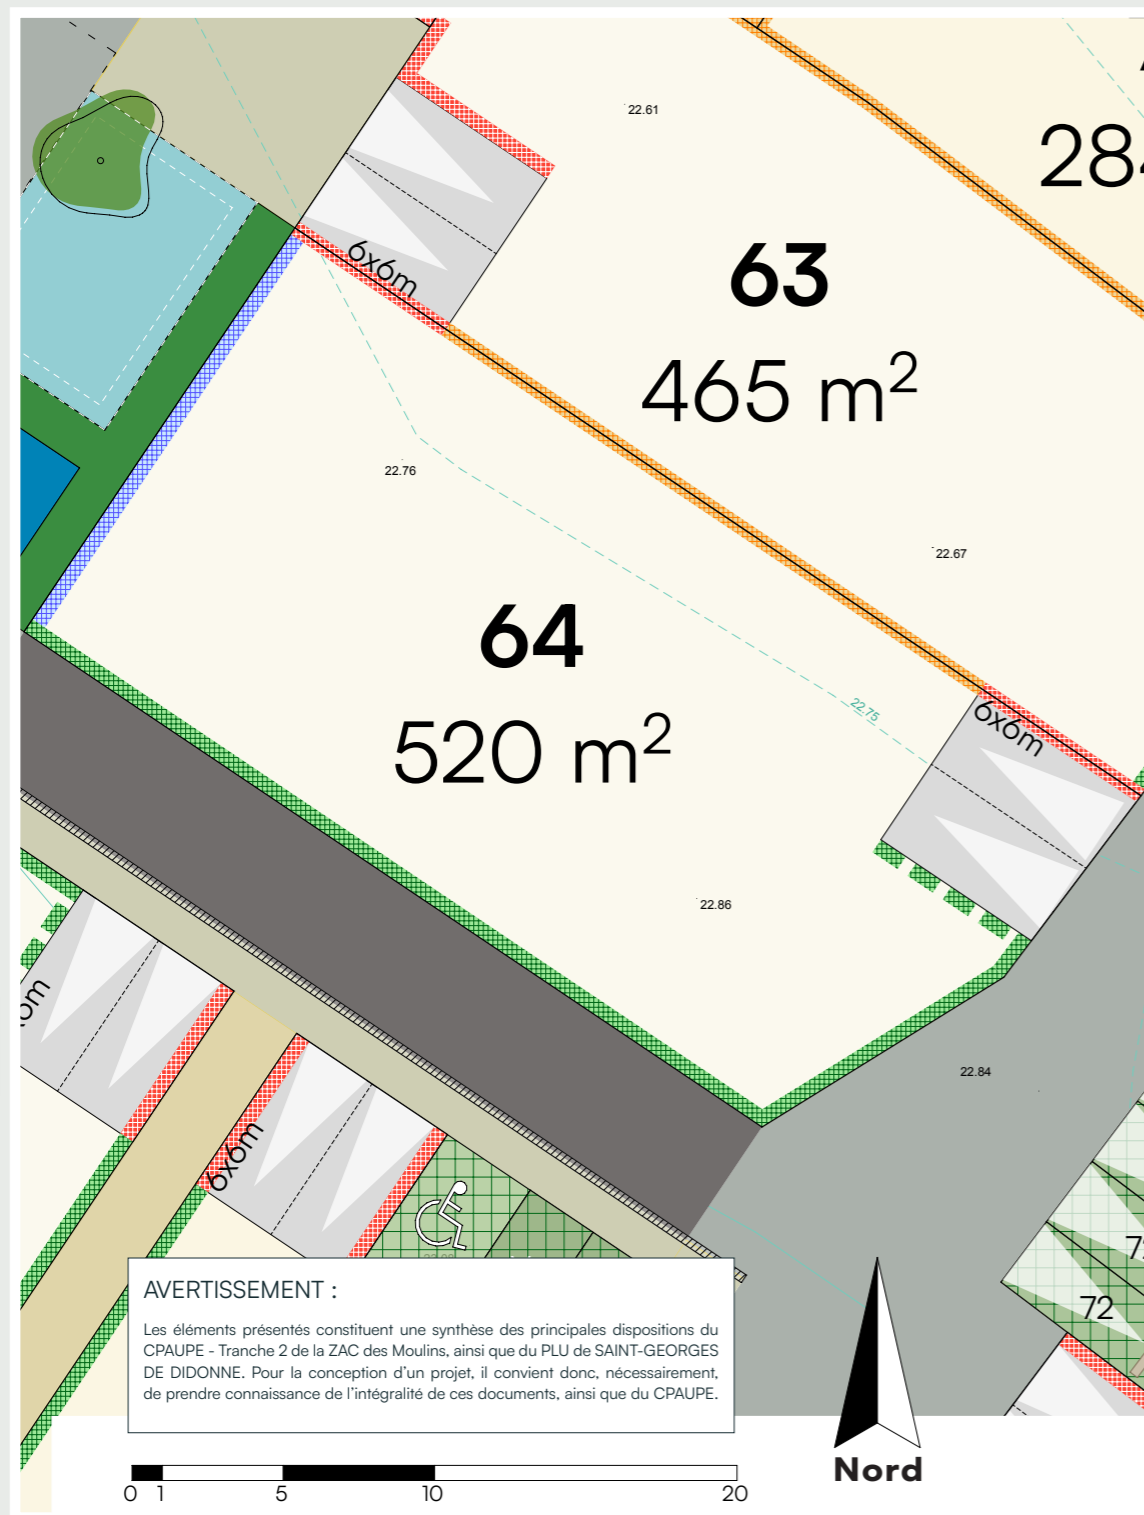 22.61
284
6x6m
63
465 m²
22.76
22.67
64
520 m²
22.75
6x6m
22.86
22.84
6x6m
72
AVERTISSEMENT :
Les éléments présentés constituent une synthèse des principales dispositions du
CPAUPE - Tranche 2 de la ZAC des Moulins, ainsi que du PLU de SAINT-GEORGES
DE DIDONNE. Pour la conception d'un projet, il convient donc, nécessairement,
de prendre connaissance de l'intégralité de ces documents, ainsi que du CPAUPE.
0 1 5 10 20
Nord